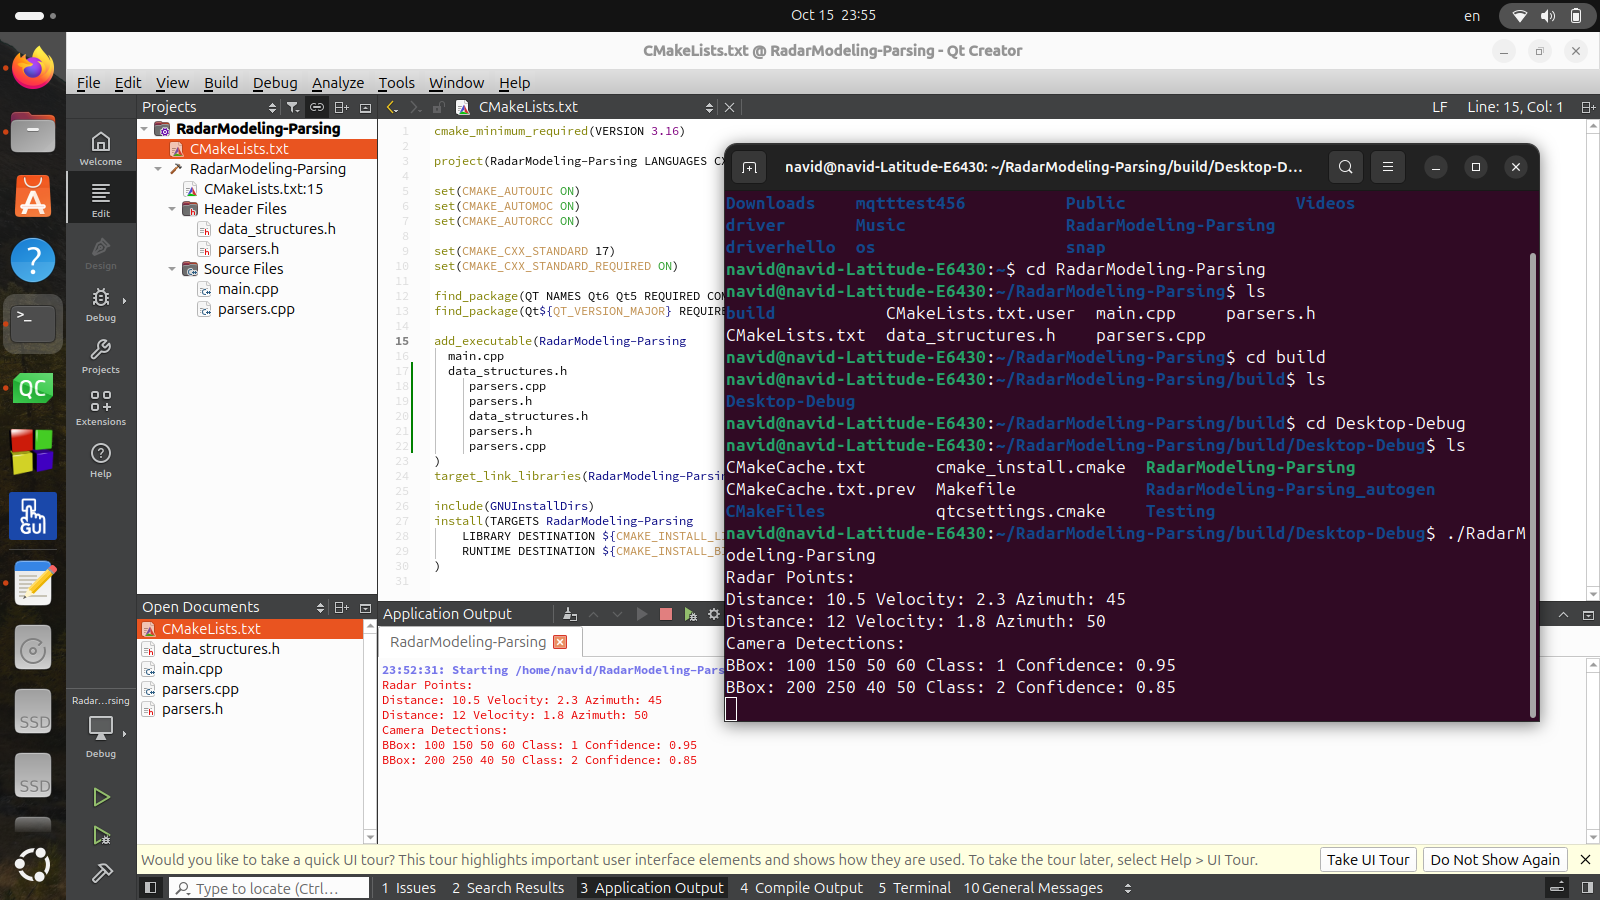 Oct 15 23:55
en
CMakeLists.txt @ RadarModeling-Parsing - Qt Creator
File Edit View Build Debug Analyze Tools Window Help
Projects
CMakeLists.txt
LF Line: 15, Col: 1
Welcome
Edit
Design
Debug
Projects
Extensions
Help
Radar...rsing
Debug
QC
GUI
SSD
SSD
RadarModeling-Parsing
CMakeLists.txt
RadarModeling-Parsing
CMakeLists.txt:15
Header Files
data_structures.h
parsers.h
Source Files
main.cpp
parsers.cpp
1 cmake_minimum_required(VERSION 3.16)
2
3 project(RadarModeling-Parsing LANGUAGES CX
4
5 set(CMAKE_AUTOUIC ON)
6 set(CMAKE_AUTOMOC ON)
7 set(CMAKE_AUTORCC ON)
8
9 set(CMAKE_CXX_STANDARD 17)
10 set(CMAKE_CXX_STANDARD_REQUIRED ON)
11
12 find_package(QT NAMES Qt6 Qt5 REQUIRED COM
13 find_package(Qt${QT_VERSION_MAJOR} REQUIRE
14
15 add_executable(RadarModeling-Parsing
16 main.cpp
17 data_structures.h
18 parsers.cpp
19 parsers.h
20 data_structures.h
21 parsers.h
22 parsers.cpp
23 )
24 target_link_libraries(RadarModeling-Parsin
25
26 include(GNUInstallDirs)
27 install(TARGETS RadarModeling-Parsing
28 LIBRARY DESTINATION ${CMAKE_INSTALL_LI
29 RUNTIME DESTINATION ${CMAKE_INSTALL_BI
30 )
31
navid@navid-Latitude-E6430: ~/RadarModeling-Parsing/build/Desktop-D...
Downloads mqtttest456 Public Videos
driver Music RadarModeling-Parsing
driverhello os snap
navid@navid-Latitude-E6430:~$ cd RadarModeling-Parsing
navid@navid-Latitude-E6430:~/RadarModeling-Parsing$ ls
build CMakeLists.txt.user main.cpp parsers.h
CMakeLists.txt data_structures.h parsers.cpp
navid@navid-Latitude-E6430:~/RadarModeling-Parsing$ cd build
navid@navid-Latitude-E6430:~/RadarModeling-Parsing/build$ ls
Desktop-Debug
navid@navid-Latitude-E6430:~/RadarModeling-Parsing/build$ cd Desktop-Debug
navid@navid-Latitude-E6430:~/RadarModeling-Parsing/build/Desktop-Debug$ ls
CMakeCache.txt cmake_install.cmake RadarModeling-Parsing
CMakeCache.txt.prev Makefile RadarModeling-Parsing_autogen
CMakeFiles qtcsettings.cmake Testing
navid@navid-Latitude-E6430:~/RadarModeling-Parsing/build/Desktop-Debug$ ./RadarM
odeling-Parsing
Radar Points:
Distance: 10.5 Velocity: 2.3 Azimuth: 45
Distance: 12 Velocity: 1.8 Azimuth: 50
Camera Detections:
BBox: 100 150 50 60 Class: 1 Confidence: 0.95
BBox: 200 250 40 50 Class: 2 Confidence: 0.85
Open Documents
CMakeLists.txt
data_structures.h
main.cpp
parsers.cpp
parsers.h
Application Output
RadarModeling-Parsing
23:52:31: Starting /home/navid/RadarModeling-Pars
Radar Points:
Distance: 10.5 Velocity: 2.3 Azimuth: 45
Distance: 12 Velocity: 1.8 Azimuth: 50
Camera Detections:
BBox: 100 150 50 60 Class: 1 Confidence: 0.95
BBox: 200 250 40 50 Class: 2 Confidence: 0.85
Would you like to take a quick UI tour? This tour highlights important user interface elements and shows how they are used. To take the tour later, select Help > UI Tour.
Take UI Tour Do Not Show Again
Type to locate (Ctrl... 1 Issues 2 Search Results 3 Application Output 4 Compile Output 5 Terminal 10 General Messages